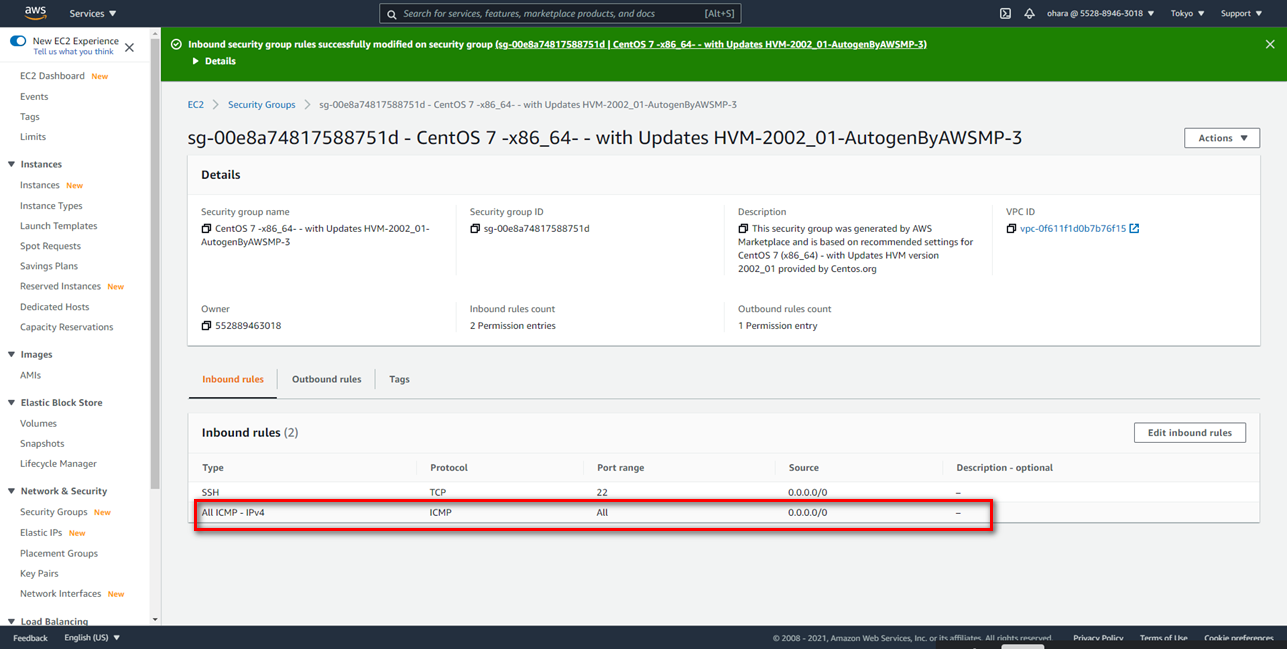 aws
Services
Search for services, features, marketplace products, and docs
[Alt+S]
ohara @ 5528-8946-3018
Tokyo
Support
New EC2 Experience
Tell us what you think
EC2 Dashboard New
Events
Tags
Limits
Instances
Instances New
Instance Types
Launch Templates
Spot Requests
Savings Plans
Reserved Instances New
Dedicated Hosts
Capacity Reservations
Images
AMIs
Elastic Block Store
Volumes
Snapshots
Lifecycle Manager
Network & Security
Security Groups New
Elastic IPs New
Placement Groups
Key Pairs
Network Interfaces New
Load Balancing
Inbound security group rules successfully modified on security group (sg-00e8a74817588751d | CentOS 7 -x86_64- - with Updates HVM-2002_01-AutogenByAWSMP-3)
Details
EC2 > Security Groups > sg-00e8a74817588751d - CentOS 7 -x86_64- - with Updates HVM-2002_01-AutogenByAWSMP-3
sg-00e8a74817588751d - CentOS 7 -x86_64- - with Updates HVM-2002_01-AutogenByAWSMP-3
Actions
Details
Security group name
CentOS 7 -x86_64- - with Updates HVM-2002_01-
AutogenByAWSMP-3
Security group ID
sg-00e8a74817588751d
Description
This security group was generated by AWS
Marketplace and is based on recommended settings for
CentOS 7 (x86_64) - with Updates HVM version
2002_01 provided by Centos.org
VPC ID
vpc-0f611f1d0b7b76f15
Owner
552889463018
Inbound rules count
2 Permission entries
Outbound rules count
1 Permission entry
Inbound rules
Outbound rules
Tags
Inbound rules (2)
Edit inbound rules
Type Protocol Port range Source Description - optional
SSH TCP 22 0.0.0.0/0 –
All ICMP - IPv4 ICMP All 0.0.0.0/0 –
Feedback
English (US)
© 2008 - 2021, Amazon Web Services, Inc. or its affiliates. All rights reserved.
Privacy Policy
Terms of Use
Cookie preferences